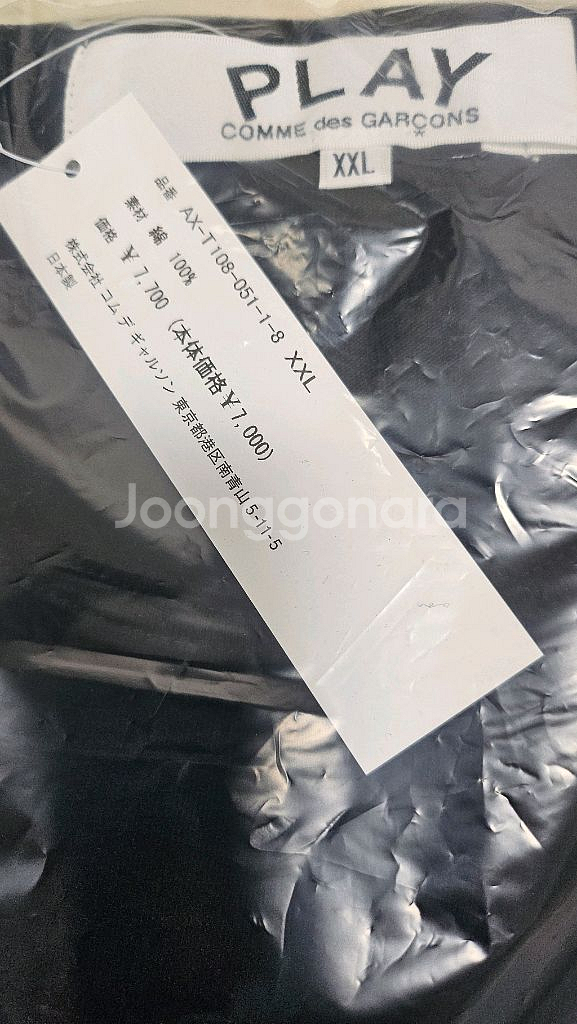 PLAY
COMME des GARÇONS
XXL
品番 AX-T108-051-1-8 XXL
素材 綿 100%
価格 ¥7,700 (本体価格¥7,000)
株式会社 コム デ ギャルソン 東京都港区南青山5-11-5
日本製
Joonggonara